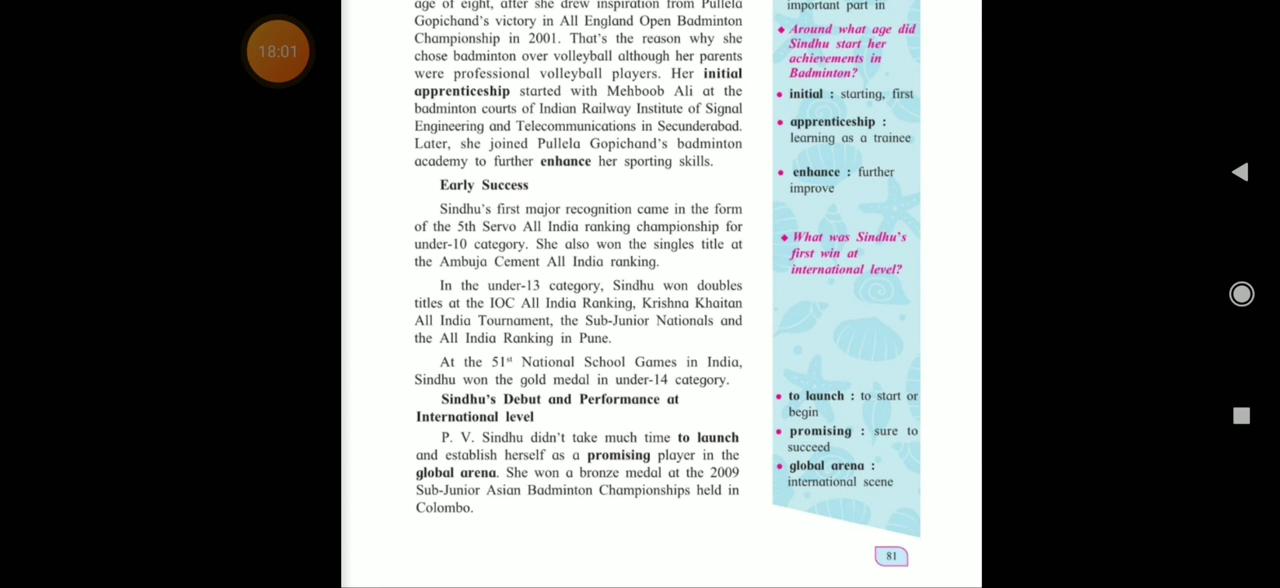 18:01
age of eight, after she drew inspiration from Pullela
Gopichand's victory in All England Open Badminton
Championship in 2001. That's the reason why she
chose badminton over volleyball although her parents
were professional volleyball players. Her initial
apprenticeship started with Mehboob Ali at the
badminton courts of Indian Railway Institute of Signal
Engineering and Telecommunications in Secunderabad.
Later, she joined Pullela Gopichand's badminton
academy to further enhance her sporting skills.
Early Success
Sindhu's first major recognition came in the form
of the 5th Servo All India ranking championship for
under-10 category. She also won the singles title at
the Ambuja Cement All India ranking.
In the under-13 category, Sindhu won doubles
titles at the IOC All India Ranking, Krishna Khaitan
All India Tournament, the Sub-Junior Nationals and
the All India Ranking in Pune.
At the 51st National School Games in India,
Sindhu won the gold medal in under-14 category.
Sindhu's Debut and Performance at
International level
P. V. Sindhu didn't take much time to launch
and establish herself as a promising player in the
global arena. She won a bronze medal at the 2009
Sub-Junior Asian Badminton Championships held in
Colombo.
important part in
◆ Around what age did
Sindhu start her
achievements in
Badminton?
• initial : starting, first
• apprenticeship :
learning as a trainee
• enhance : further
improve
◆ What was Sindhu's
first win at
international level?
• to launch : to start or
begin
• promising : sure to
succeed
• global arena :
international scene
81